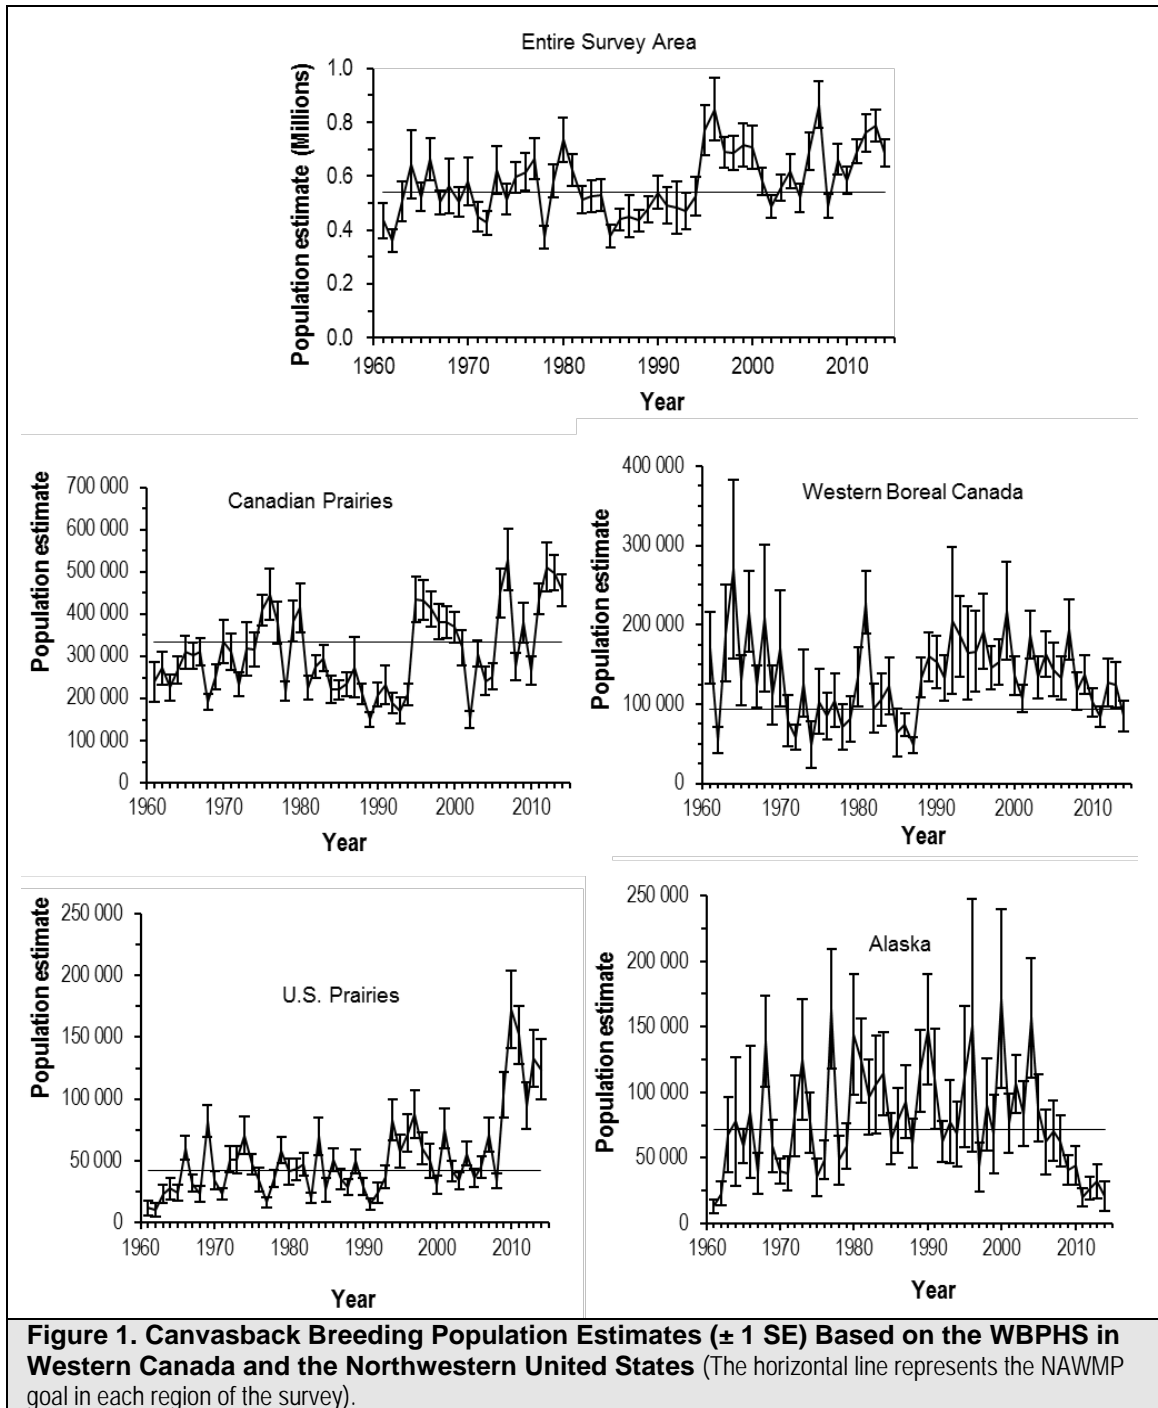 Entire Survey Area
Population estimate (Millions)
1.0
0.8
0.6
0.4
0.2
0.0
1960 1970 1980 1990 2000 2010
Year
Canadian Prairies
Population estimate
700 000
600 000
500 000
400 000
300 000
200 000
100 000
0
1960 1970 1980 1990 2000 2010
Year
Western Boreal Canada
Population estimate
400 000
300 000
200 000
100 000
0
1960 1970 1980 1990 2000 2010
Year
U.S. Prairies
Population estimate
250 000
200 000
150 000
100 000
50 000
0
1960 1970 1980 1990 2000 2010
Year
Alaska
Population estimate
250 000
200 000
150 000
100 000
50 000
0
1960 1970 1980 1990 2000 2010
Year
Figure 1. Canvasback Breeding Population Estimates (± 1 SE) Based on the WBPHS in
Western Canada and the Northwestern United States (The horizontal line represents the NAWMP
goal in each region of the survey).